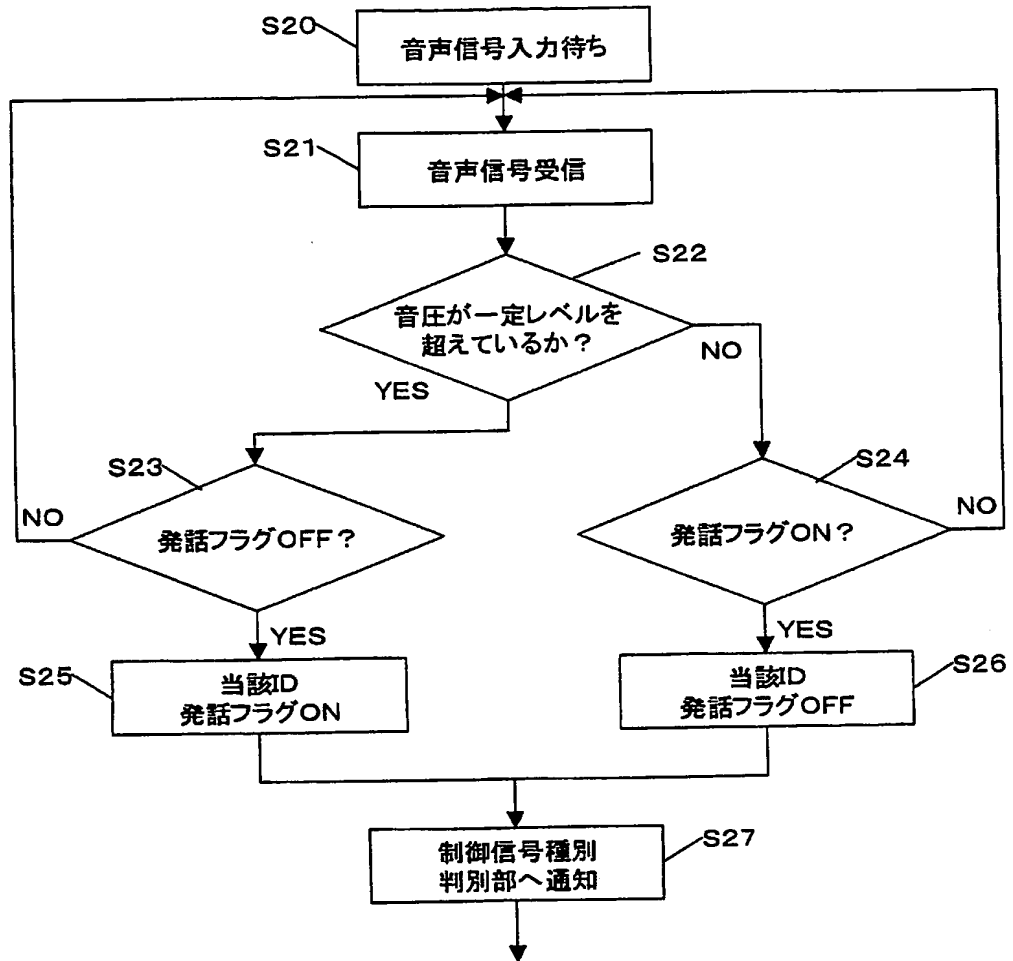 S20
音声信号入力待ち
S21
音声信号受信
S22
音圧が一定レベルを
超えているか？
NO
YES
S23
S24
NO
発話フラグOFF？
発話フラグON？
NO
YES
YES
S25
当該ID
発話フラグON
当該ID
発話フラグOFF
S26
制御信号種別
判別部へ通知
S27